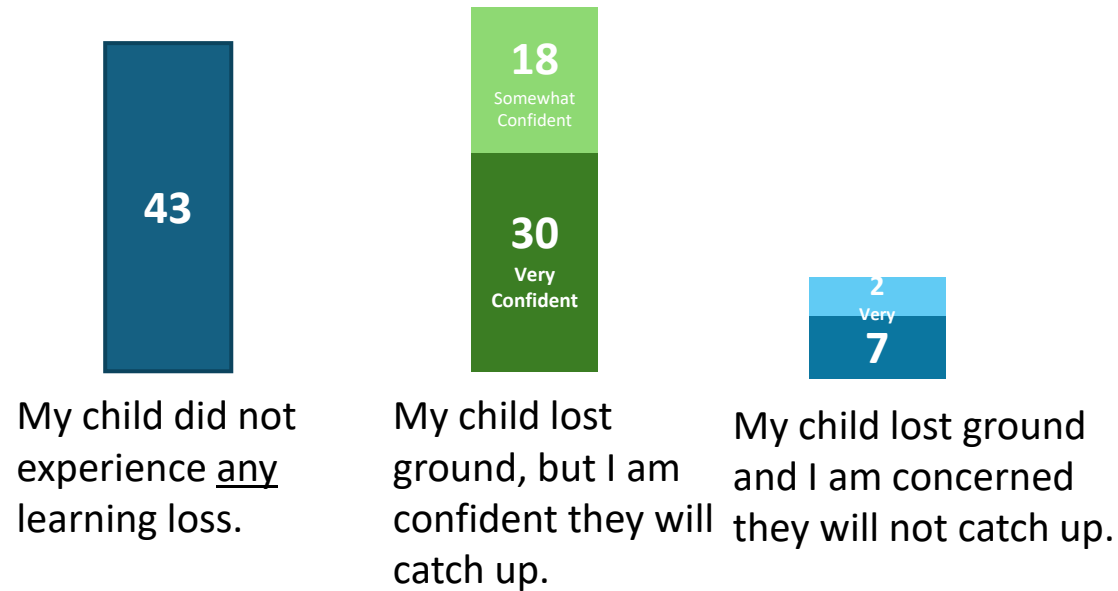 43
My child did not
experience any
learning loss.
18
Somewhat
Confident
30
Very
Confident
My child lost
ground, but I am
confident they will
catch up.
2
Very
7
My child lost ground
and I am concerned
they will not catch up.